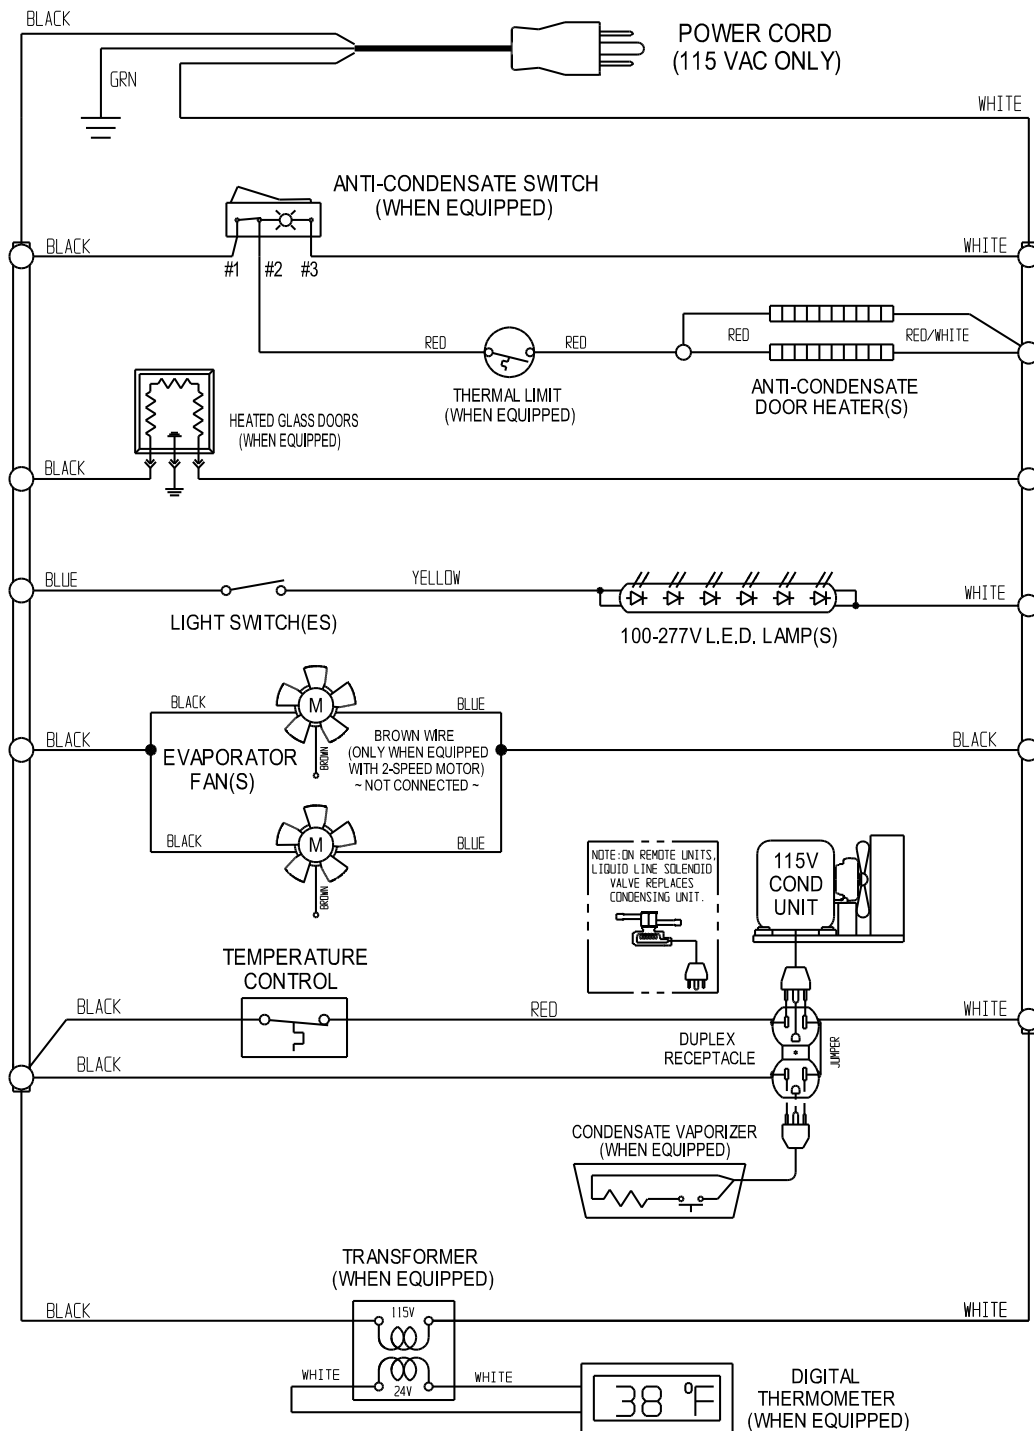 BLACK
POWER CORD
(115 VAC ONLY)
GRN
WHITE
ANTI-CONDENSATE SWITCH
(WHEN EQUIPPED)
BLACK
WHITE
#1
#2
#3
RED
RED
RED
RED/WHITE
THERMAL LIMIT
(WHEN EQUIPPED)
ANTI-CONDENSATE
DOOR HEATER(S)
HEATED GLASS DOORS
(WHEN EQUIPPED)
BLACK
BLUE
YELLOW
WHITE
LIGHT SWITCH(ES)
100-277V L.E.D. LAMP(S)
BLACK
M
BLUE
BLACK
EVAPORATOR
FAN(S)
BROWN
BROWN WIRE
(ONLY WHEN EQUIPPED
WITH 2-SPEED MOTOR)
~ NOT CONNECTED ~
BLACK
BLACK
M
BLUE
BROWN
NOTE:ON REMOTE UNITS,
LIQUID LINE SOLENOID
VALVE REPLACES
CONDENSING UNIT.
115V
COND
UNIT
TEMPERATURE
CONTROL
BLACK
RED
WHITE
DUPLEX
RECEPTACLE
JUMPER
BLACK
CONDENSATE VAPORIZER
(WHEN EQUIPPED)
TRANSFORMER
(WHEN EQUIPPED)
BLACK
115V
WHITE
WHITE
24V
WHITE
38 °F
DIGITAL
THERMOMETER
(WHEN EQUIPPED)